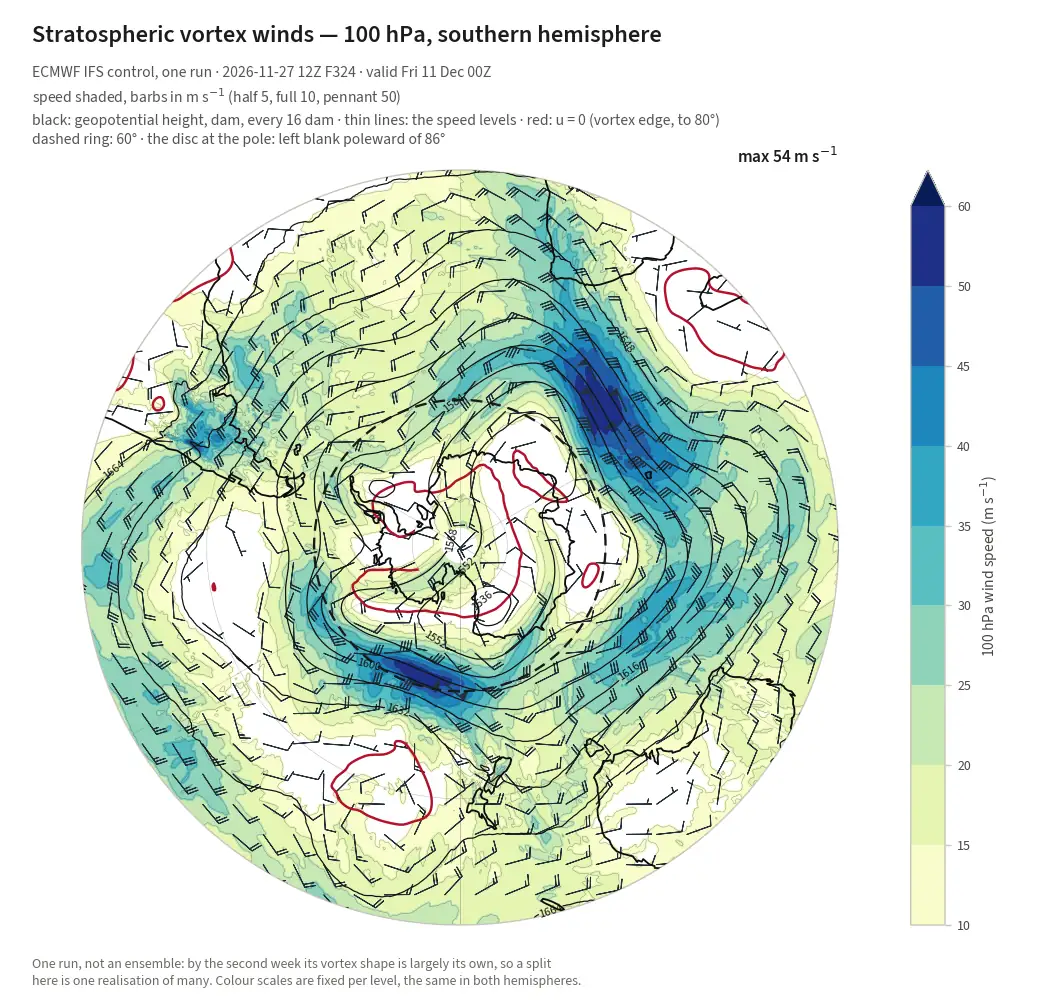 Stratospheric vortex winds — 100 hPa, southern hemisphere
ECMWF IFS control, one run · 2026-11-27 12Z F324 · valid Fri 11 Dec 00Z
speed shaded, barbs in m s⁻¹ (half 5, full 10, pennant 50)
black: geopotential height, dam, every 16 dam · thin lines: the speed levels · red: u = 0 (vortex edge, to 80°)
dashed ring: 60° · the disc at the pole: left blank poleward of 86°
max 54 m s⁻¹
60
50
45
40
35
30
25
20
15
10
100 hPa wind speed (m s⁻¹)
1648
1664
1568
1536
1600
1616
One run, not an ensemble: by the second week its vortex shape is largely its own, so a split
here is one realisation of many. Colour scales are fixed per level, the same in both hemispheres.